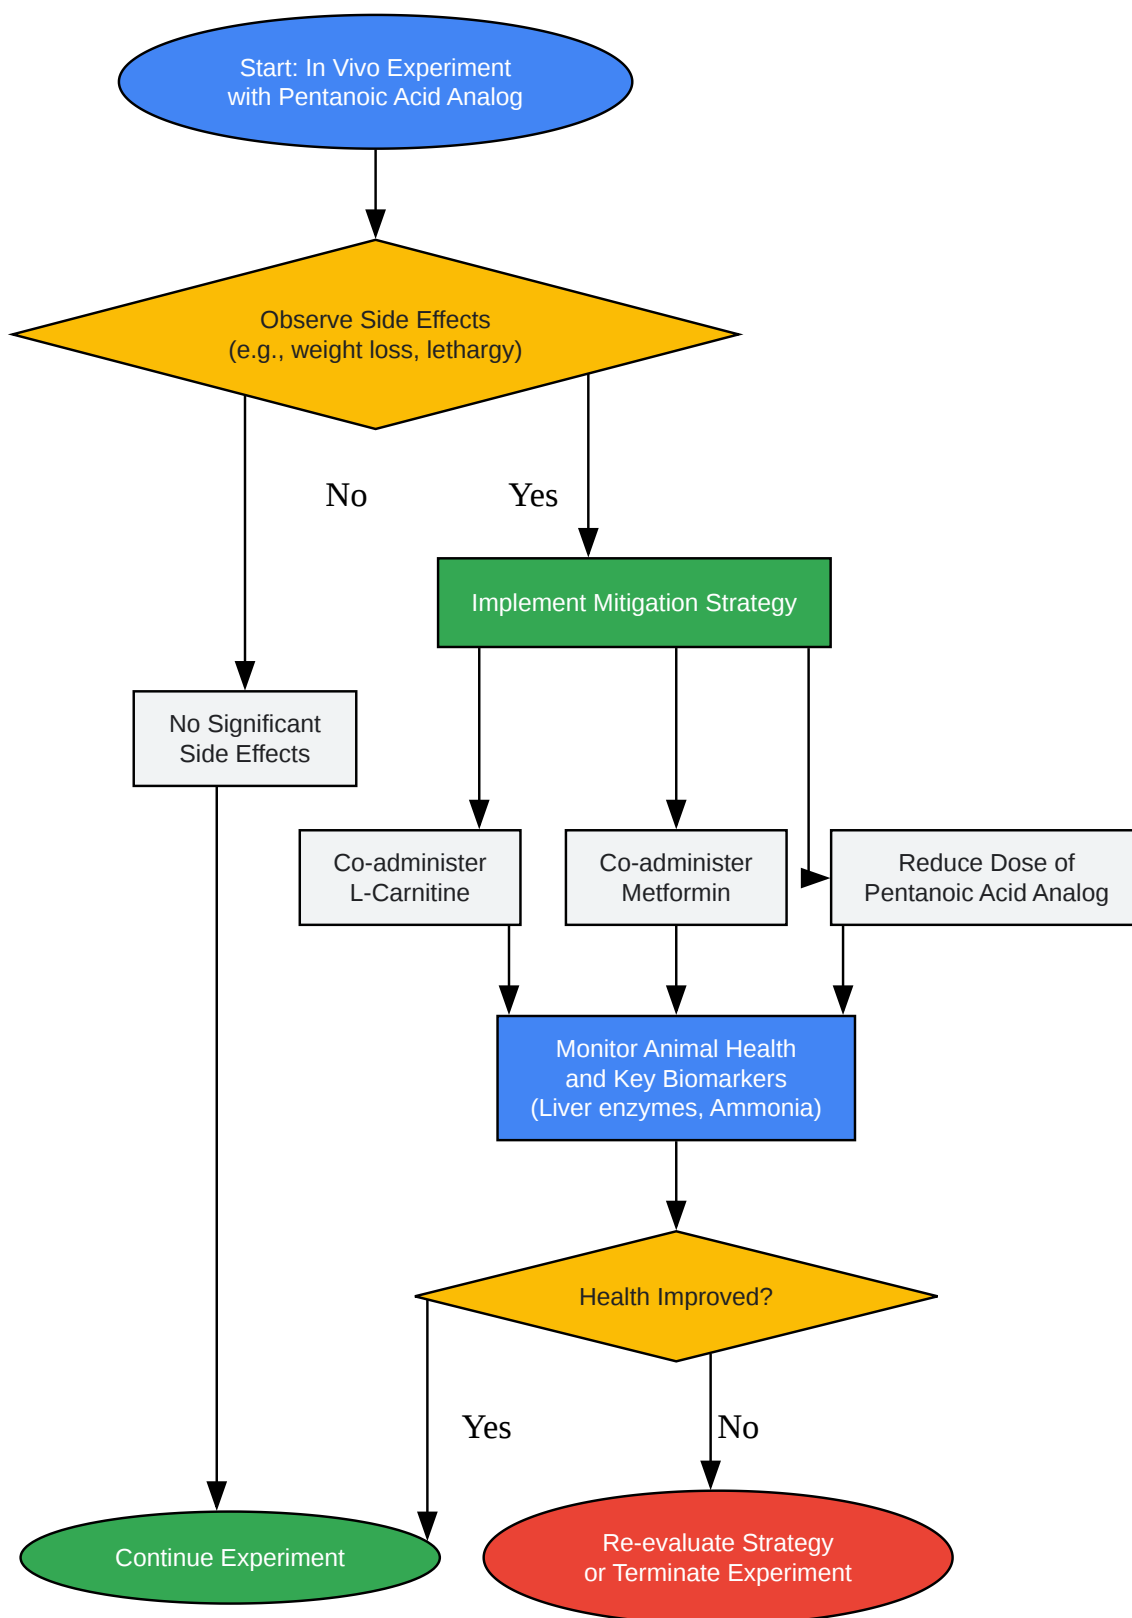 Start: In Vivo Experiment
with Pentanoic Acid Analog
Observe Side Effects
(e.g., weight loss, lethargy)
No
Yes
Implement Mitigation Strategy
No Significant
Side Effects
Co-administer
L-Carnitine
Co-administer
Metformin
Reduce Dose of
Pentanoic Acid Analog
Monitor Animal Health
and Key Biomarkers
(Liver enzymes, Ammonia)
Health Improved?
Yes
No
Continue Experiment
Re-evaluate Strategy
or Terminate Experiment